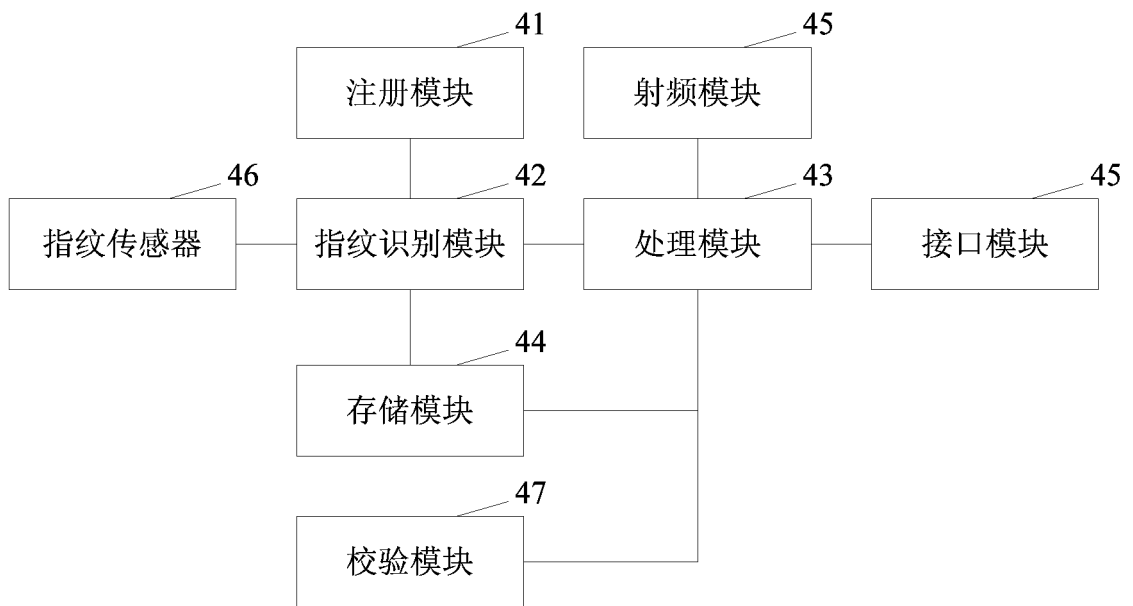 41
45
注册模块
射频模块
46
42
43
45
指纹传感器
指纹识别模块
处理模块
接口模块
44
存储模块
47
校验模块